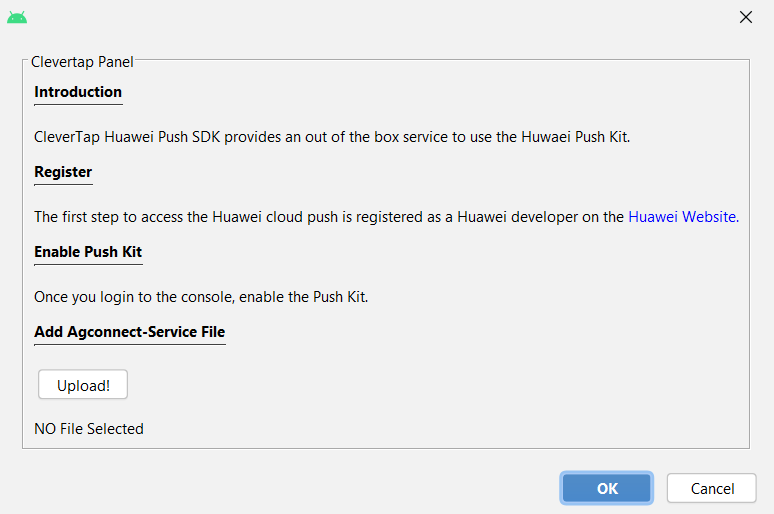 Clevertap Panel
Introduction
CleverTap Huawei Push SDK provides an out of the box service to use the Huwaei Push Kit.
Register
The first step to access the Huawei cloud push is registered as a Huawei developer on the Huawei Website.
Enable Push Kit
Once you login to the console, enable the Push Kit.
Add Agconnect-Service File
Upload!
NO File Selected
OK
Cancel